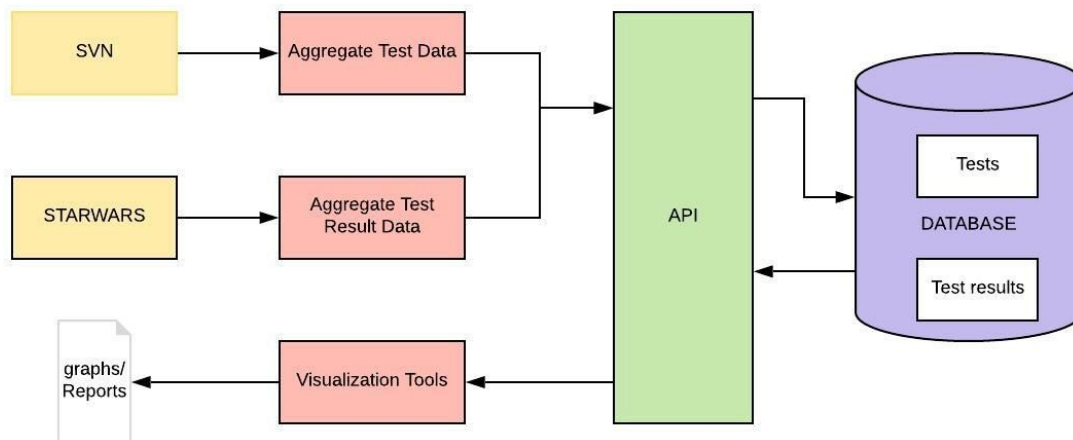 SVN
Aggregate Test Data
STARWARS
Aggregate Test
Result Data
API
Tests
DATABASE
Test results
graphs/
Reports
Visualization Tools